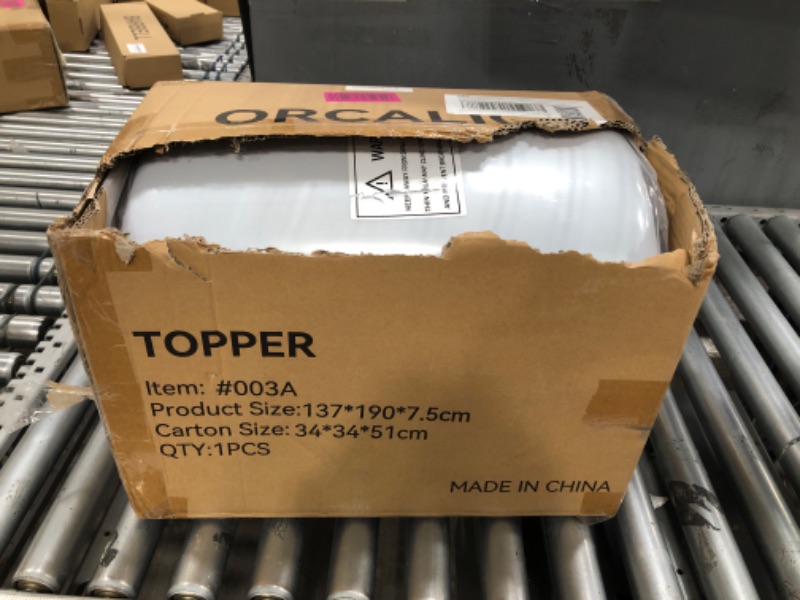 ORCALI
WAR
TOPPER
Item: #003A
Product Size:137*190*7.5cm
Carton Size: 34*34*51cm
QTY:1PCS
MADE IN CHINA